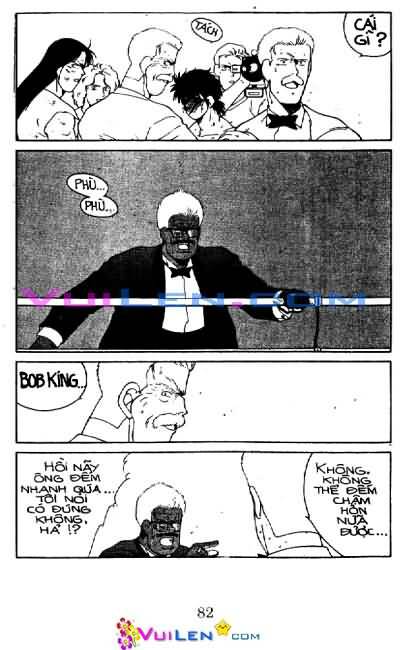 TÁCH
CÁI
GÌ?
PHÙ...
PHÙ...
VUILEN.COM
BOB KING...
HỒI NÃY
ÔNG ĐẾM
NHANH QÚA...
TÔI NÓI
CÓ ĐÚNG
KHÔNG,
HẢ!?
KHÔNG,
KHÔNG
THỂ ĐẾM
CHẬM
HƠN
NỮA
ĐƯỢC...
82
VUILEN.COM